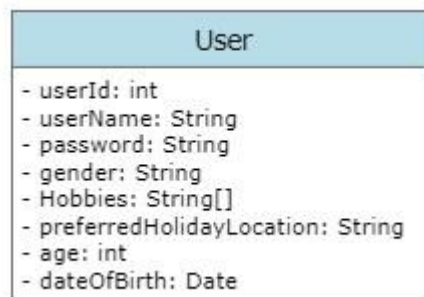 User
- userId: int
- userName: String
- password: String
- gender: String
- Hobbies: String[]
- preferredHolidayLocation: String
- age: int
- dateOfBirth: Date